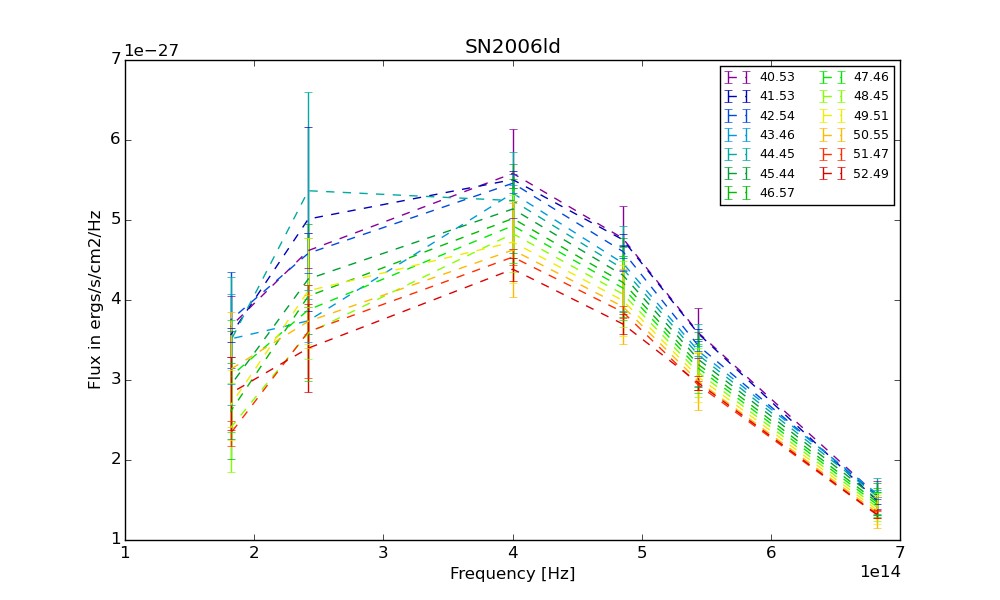 SN2006ld
1e−27
7
6
5
4
3
2
1
Flux in ergs/s/cm2/Hz
40.53 47.46
41.53 48.45
42.54 49.51
43.46 50.55
44.45 51.47
45.44 52.49
46.57
1 2 3 4 5 6 7
1e14
Frequency [Hz]